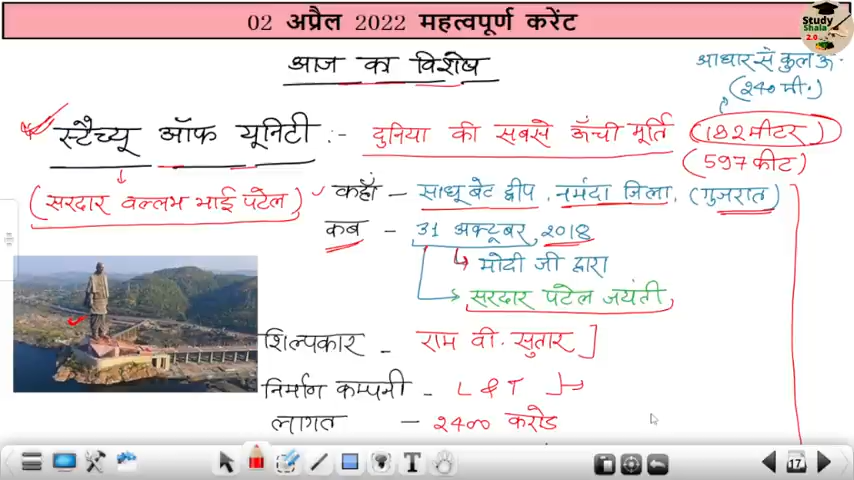 02 अप्रैल 2022 महत्वपूर्ण करेंट
Study
Shala
2.0
आज का विशेष
आधार से कुल ऊ.
(240 मी.)
स्टैच्यू ऑफ यूनिटी :- दुनिया की सबसे ऊँची मूर्ति (182 मीटर)
(597 फीट)
(सरदार वल्लभ भाई पटेल)
कहाँ - साधू बेट द्वीप, नर्मदा जिला, (गुजरात)
कब - 31 अक्टूबर, 2018
मोदी जी द्वारा
सरदार पटेल जयंती
शिल्पकार - राम वी. सुतार
निर्माण कम्पनी - L & T
लागत - 2400 करोड
17